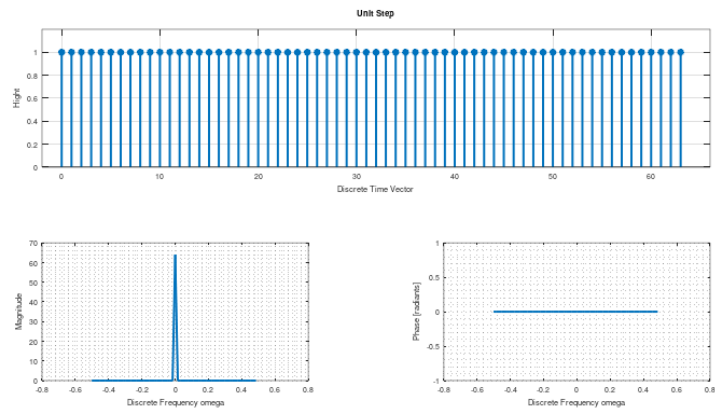 Unit Step
1
0.8
0.6
0.4
0.2
0
Hight
0 10 20 30 40 50 60
Discrete Time Vector
70
60
50
40
30
20
10
0
Magnitude
-0.8 -0.6 -0.4 -0.2 0 0.2 0.4 0.6 0.8
Discrete Frequency omega
1
0.5
0
-0.5
-1
Phase [radiants]
-0.8 -0.6 -0.4 -0.2 0 0.2 0.4 0.6 0.8
Discrete Frequency omega